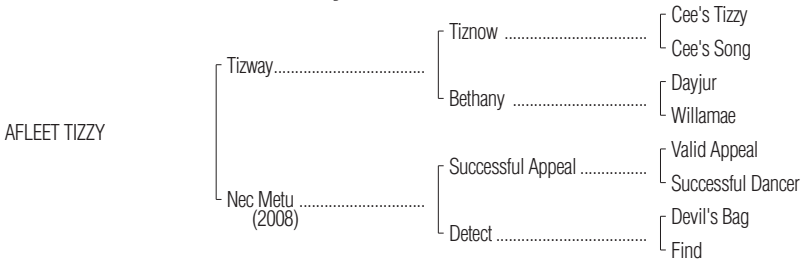 Cee's Tizzy
Tiznow ................................
Cee's Song
Tizway..................................
Dayjur
Bethany ..............................
Willamae
AFLEET TIZZY
Valid Appeal
Successful Appeal ...............
Successful Dancer
Nec Metu ............................
(2008)
Devil's Bag
Detect ..................................
Find